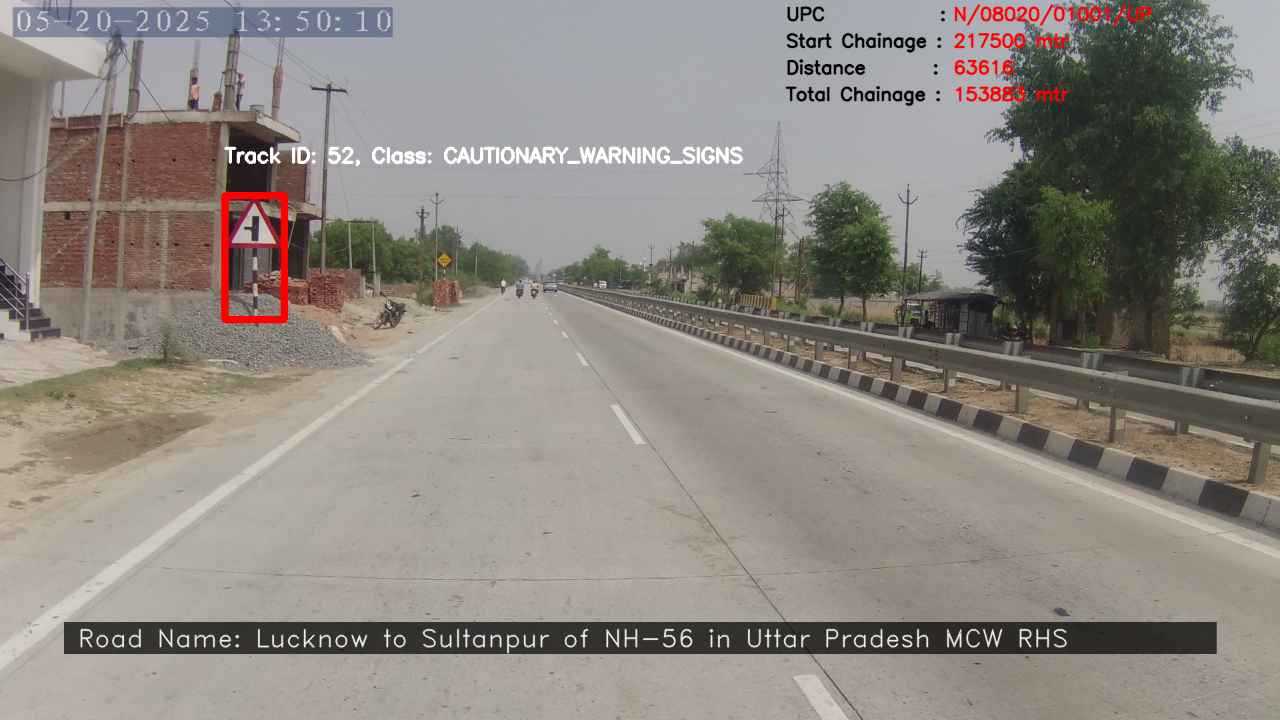 05-20-2025 13:50:10
UPC : N/08020/01001/UP
Start Chainage : 217500 mtr
Distance : 63616
Total Chainage : 153883 mtr
Track ID: 52, Class: CAUTIONARY_WARNING_SIGNS
Road Name: Lucknow to Sultanpur of NH-56 in Uttar Pradesh MCW RHS